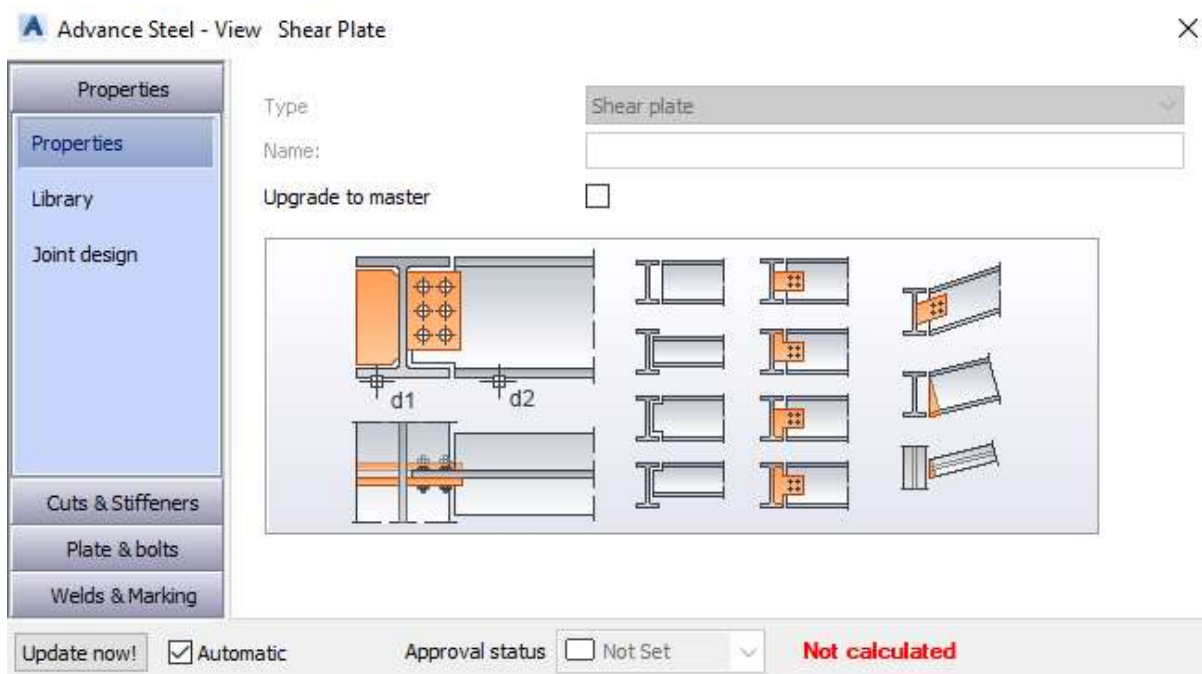 Advance Steel - View Shear Plate
Properties
Properties
Library
Joint design
Cuts & Stiffeners
Plate & bolts
Welds & Marking
Type Shear plate
Name:
Upgrade to master
d1 d2
Update now! Automatic Approval status Not Set Not calculated